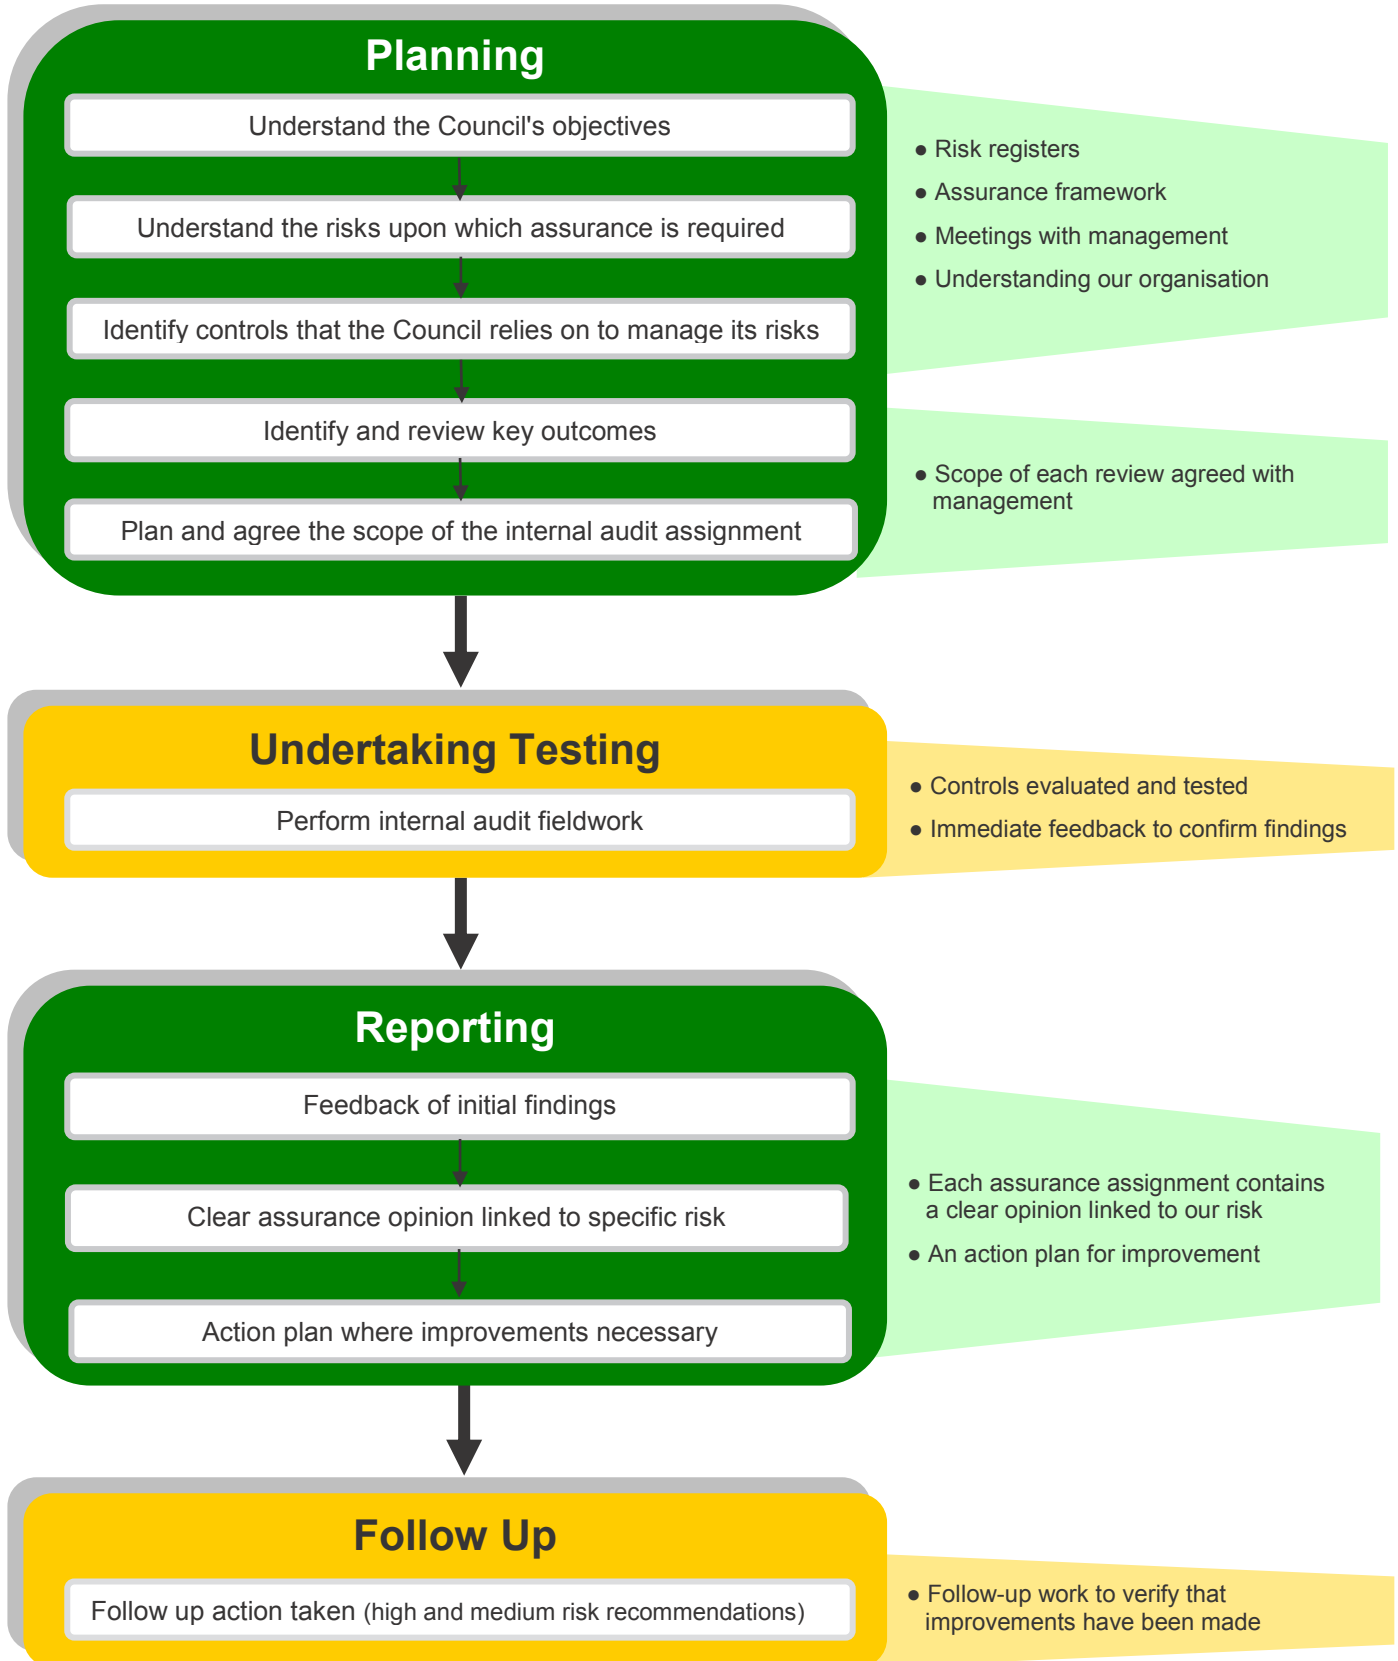 Planning
Understand the Council's objectives
Understand the risks upon which assurance is required
Identify controls that the Council relies on to manage its risks
Identify and review key outcomes
Plan and agree the scope of the internal audit assignment
● Risk registers
● Assurance framework
● Meetings with management
● Understanding our organisation
● Scope of each review agreed with
management
Undertaking Testing
Perform internal audit fieldwork
● Controls evaluated and tested
● Immediate feedback to confirm findings
Reporting
Feedback of initial findings
Clear assurance opinion linked to specific risk
Action plan where improvements necessary
● Each assurance assignment contains
a clear opinion linked to our risk
● An action plan for improvement
Follow Up
Follow up action taken (high and medium risk recommendations)
● Follow-up work to verify that
improvements have been made